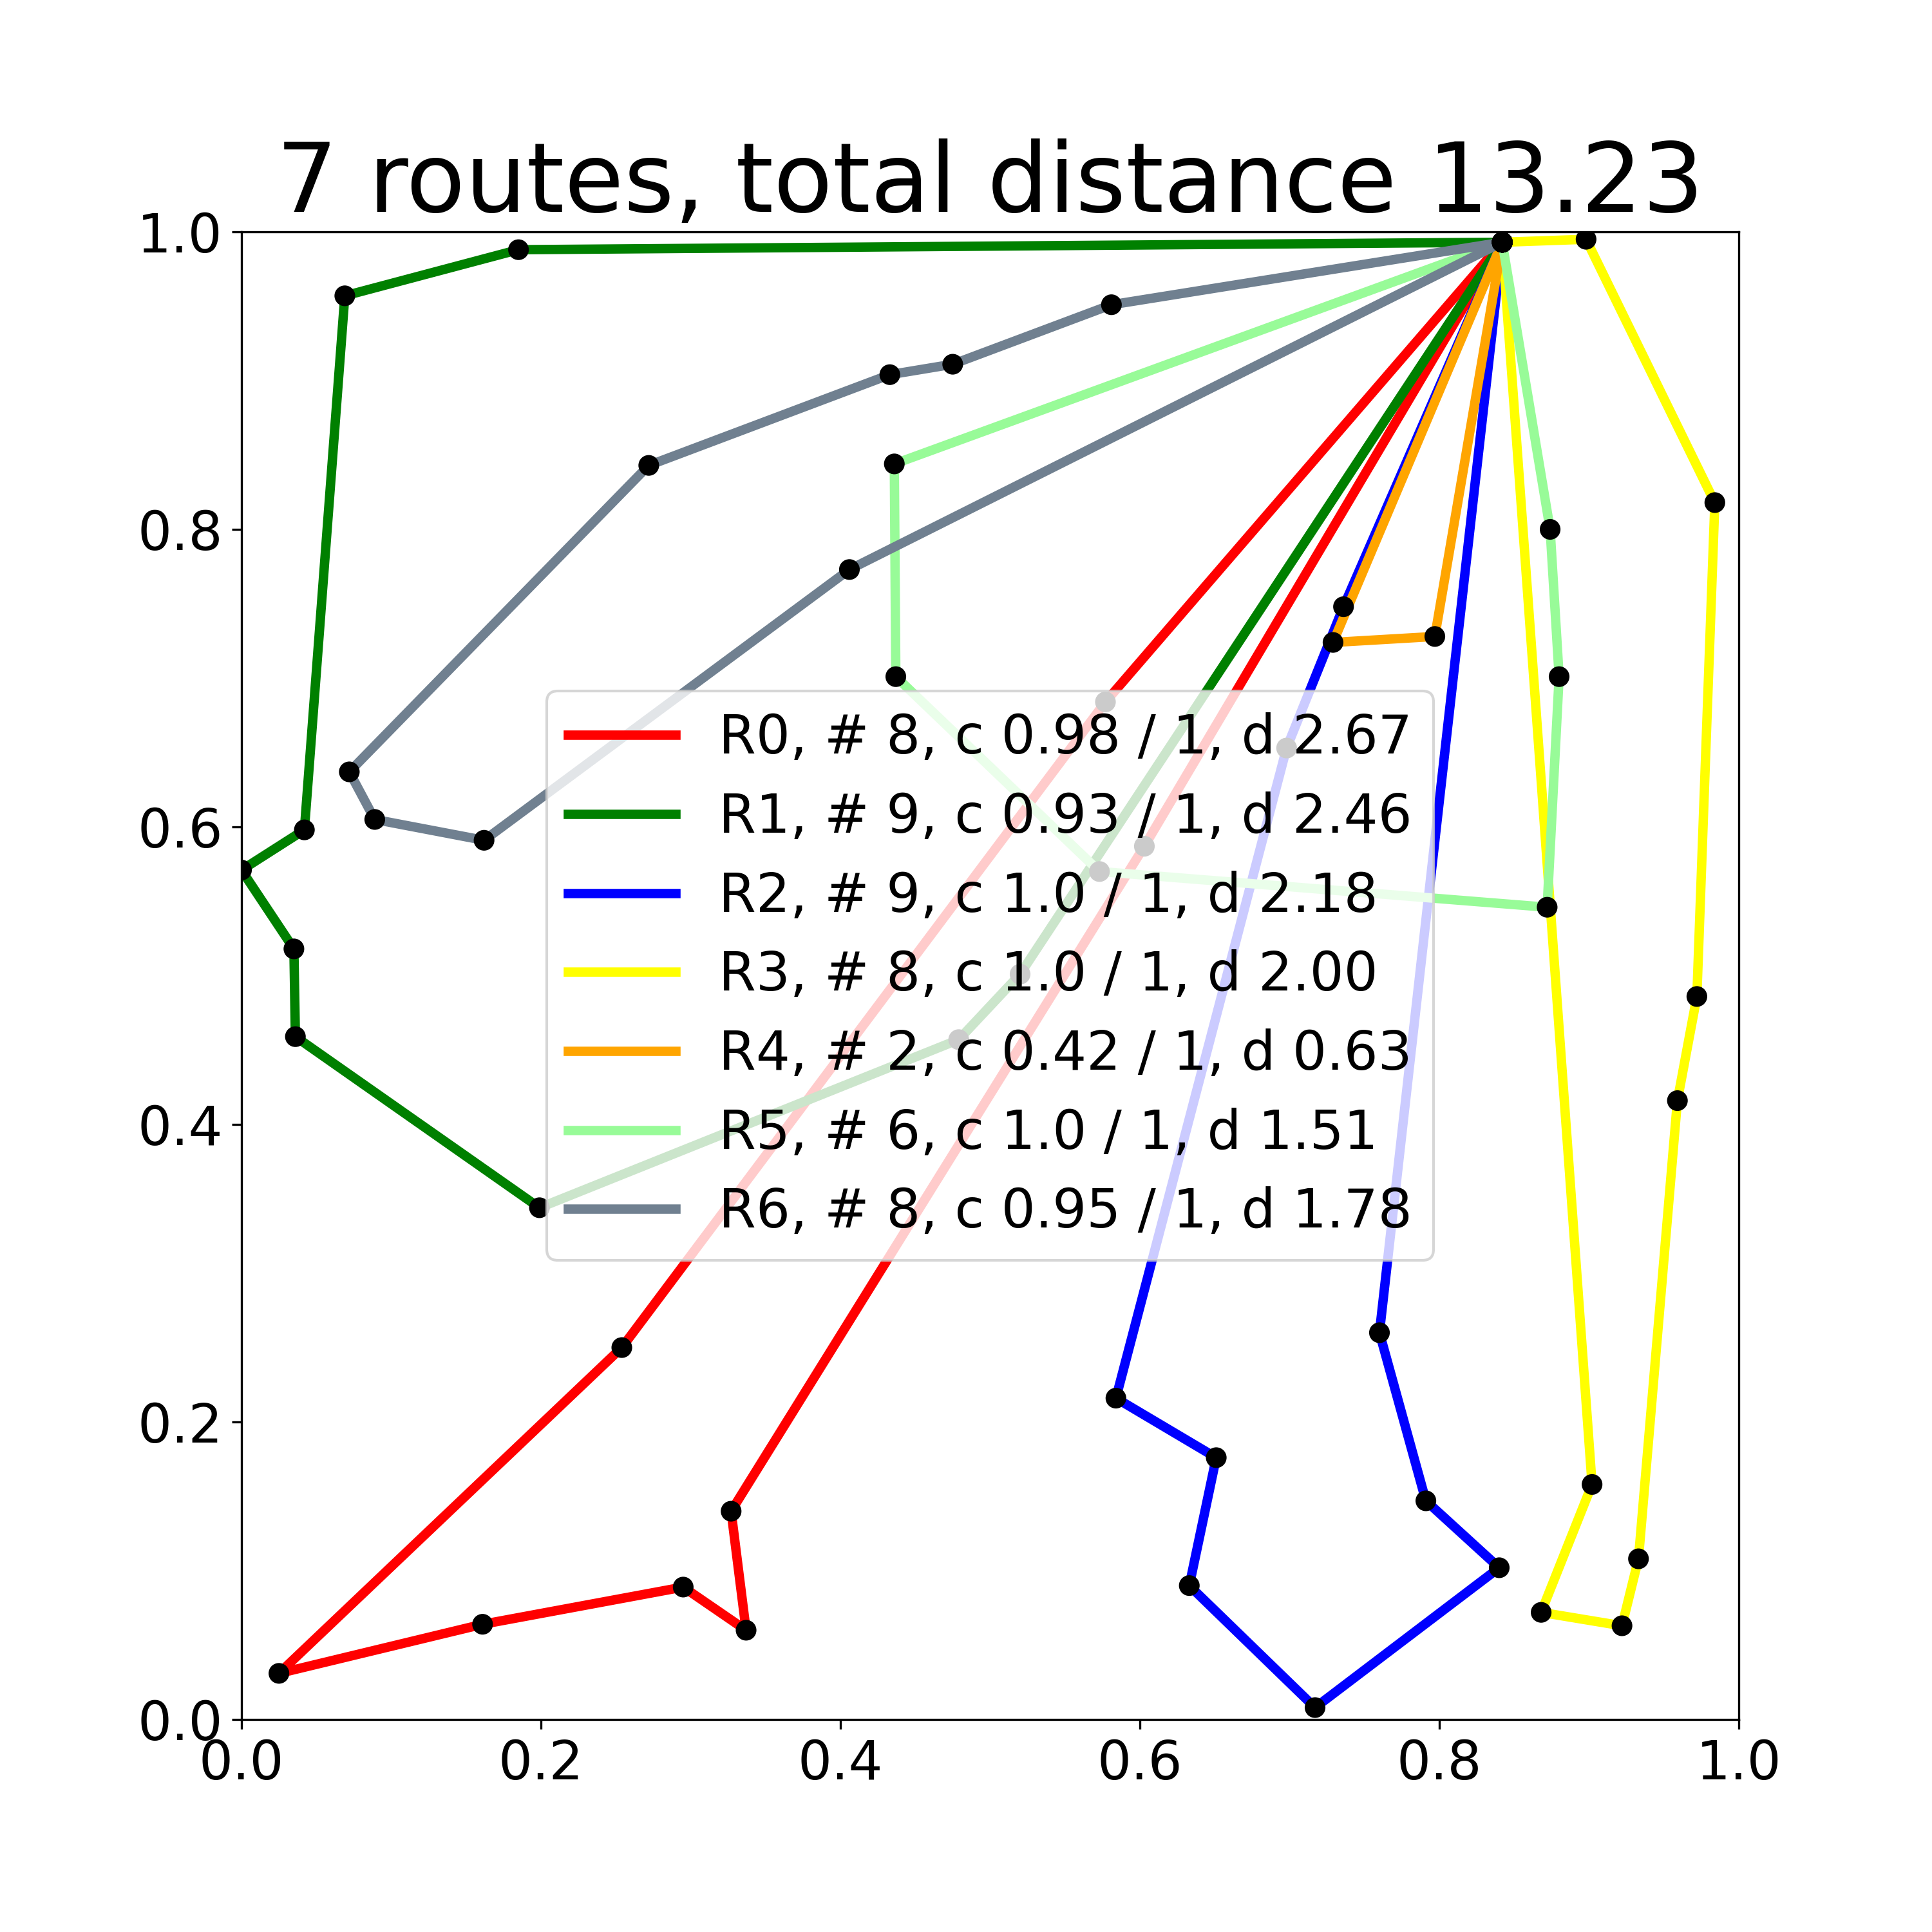 7 routes, total distance 13.23
1.0
0.8
0.6
0.4
0.2
0.0
R0, # 8, c 0.98 / 1, d 2.67
R1, # 9, c 0.93 / 1, d 2.46
R2, # 9, c 1.0 / 1, d 2.18
R3, # 8, c 1.0 / 1, d 2.00
R4, # 2, c 0.42 / 1, d 0.63
R5, # 6, c 1.0 / 1, d 1.51
R6, # 8, c 0.95 / 1, d 1.78
0.0 0.2 0.4 0.6 0.8 1.0